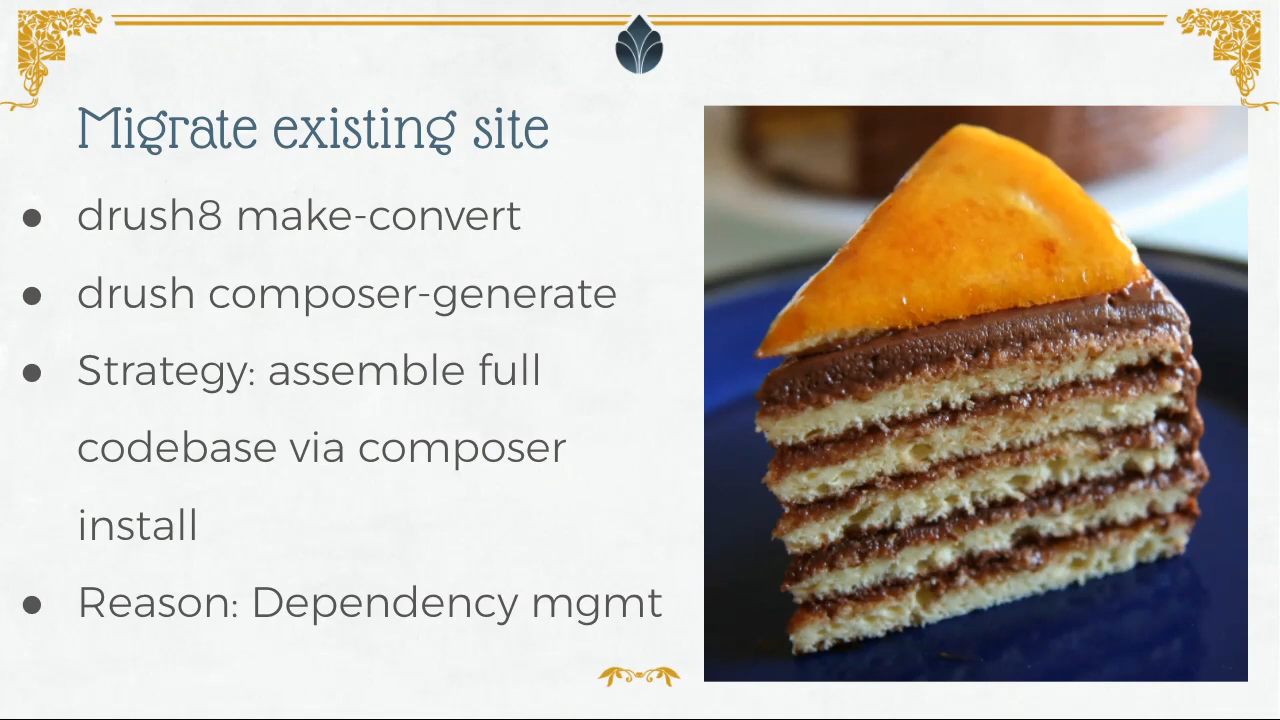 Migrate existing site
● drush8 make-convert
● drush composer-generate
● Strategy: assemble full
codebase via composer
install
● Reason: Dependency mgmt